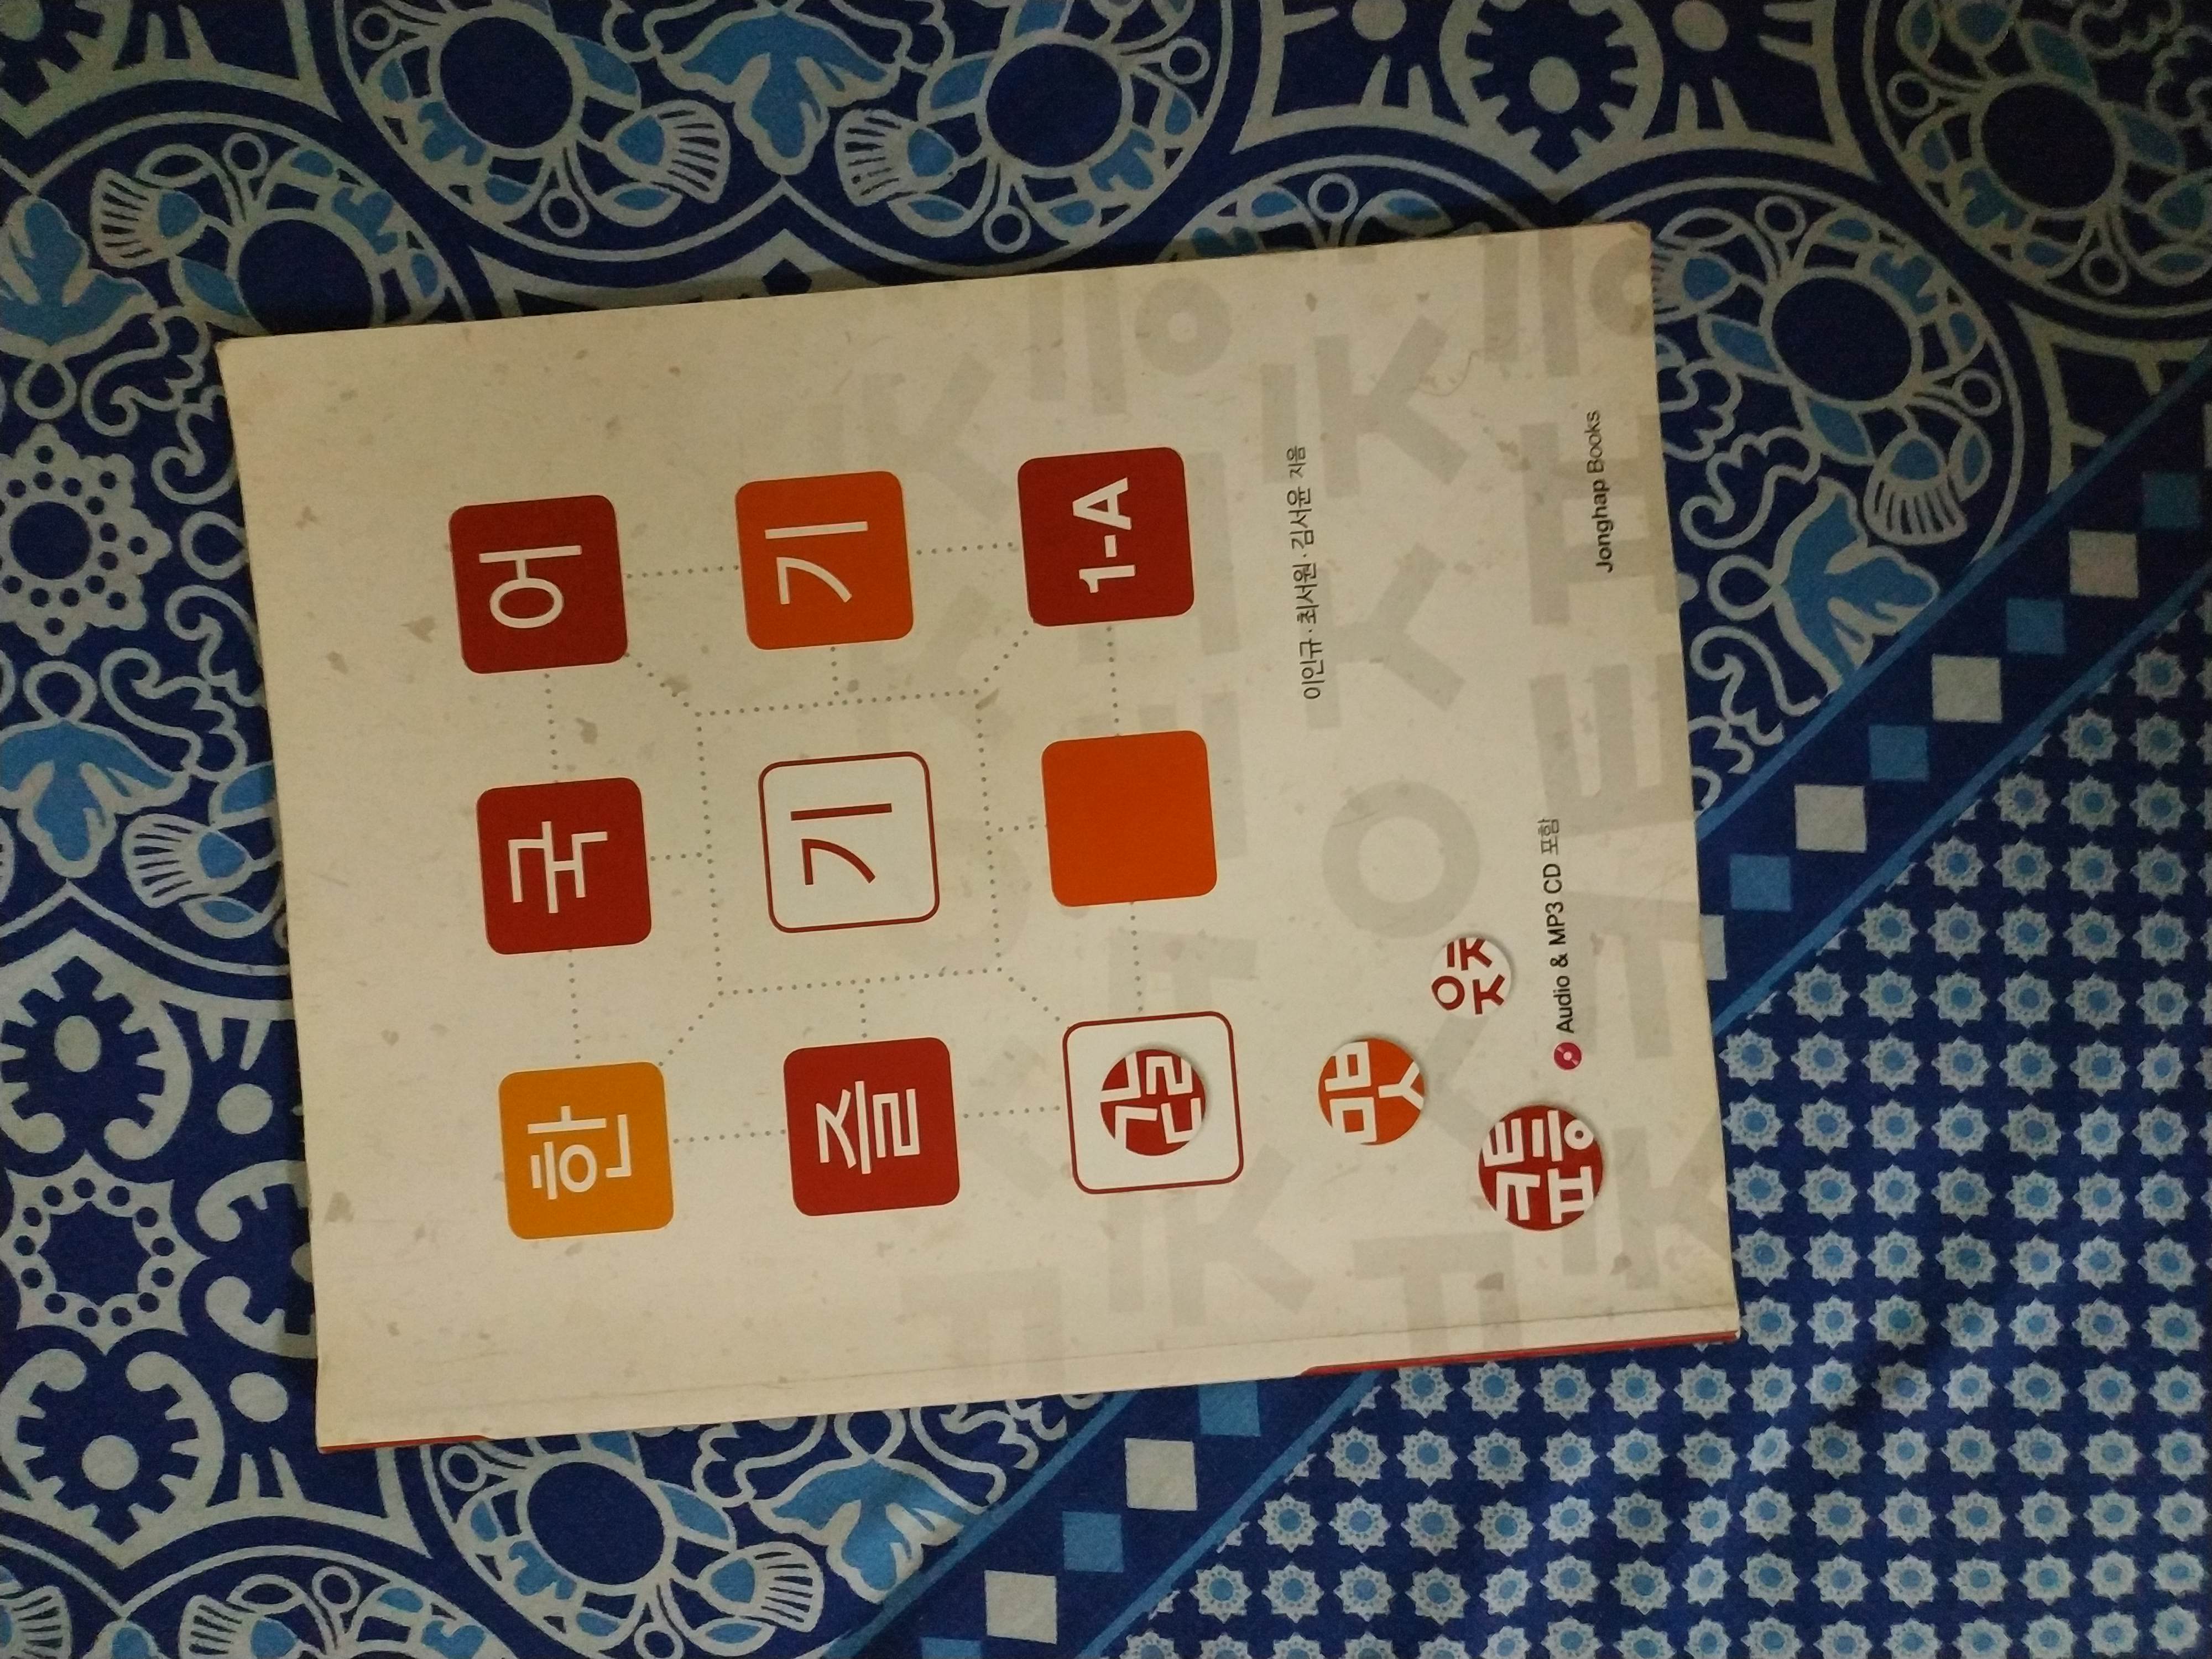 한 국 어
즐 기 기
1-A
이인규·최서원·김서윤 지음
Audio & MP3 CD 포함
Jonghap Books